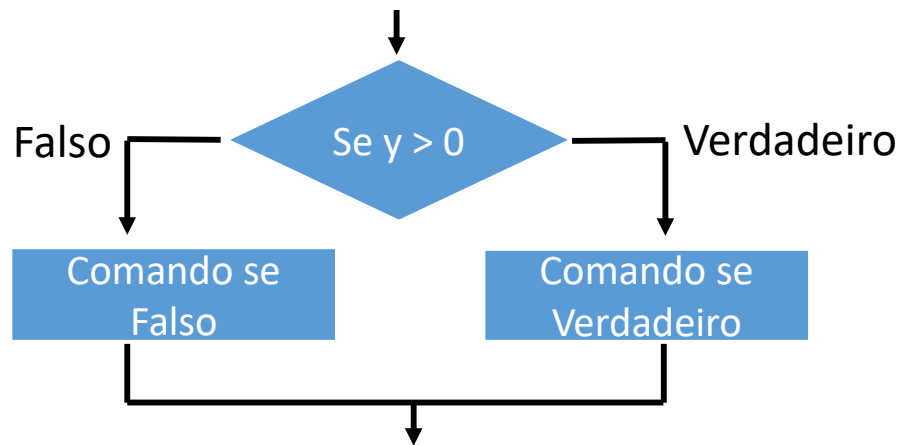 Se y > 0
Falso
Verdadeiro
Comando se
Falso
Comando se
Verdadeiro